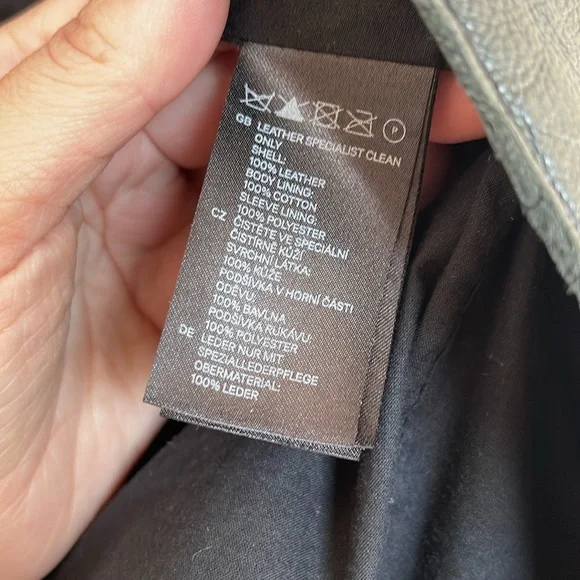 P
GB LEATHER SPECIALIST CLEAN
ONLY
SHELL:
100% LEATHER
BODY LINING:
100% COTTON
SLEEVE LINING:
100% POLYESTER
CZ ČISTĚTE VE SPECIÁLNÍ
ČISTÍRNĚ KŮŽÍ
SVRCHNÍ LÁTKA:
100% KŮŽE
PODŠÍVKA V HORNÍ ČÁSTI
ODĚVU:
100% BAVLNA
PODŠÍVKA RUKÁVU:
100% POLYESTER
DE LEDER NUR MIT
SPEZIALLEDERPFLEGE
OBERMATERIAL:
100% LEDER